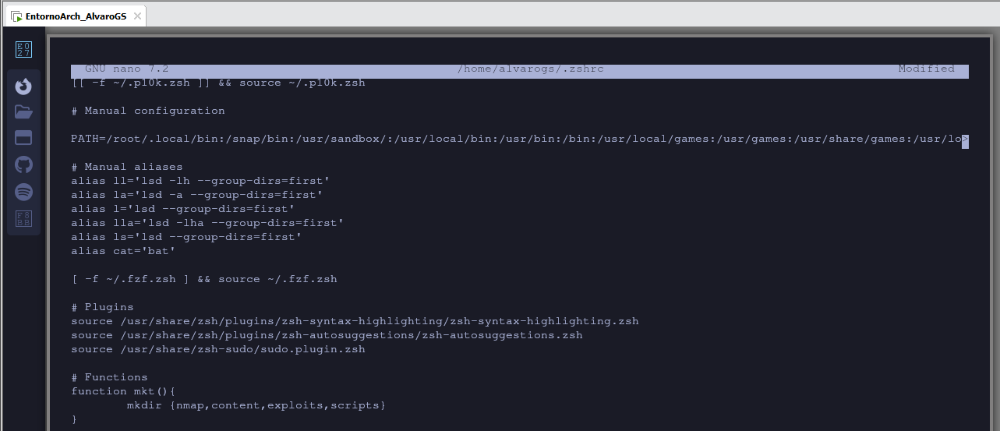 EntornoArch_AlvaroGS
E0
27
GNU nano 7.2 /home/alvarogs/.zshrc Modified
[[ -f ~/.p10k.zsh ]] && source ~/.p10k.zsh
# Manual configuration
PATH=/root/.local/bin:/snap/bin:/usr/sandbox/:/usr/local/bin:/usr/bin:/bin:/usr/local/games:/usr/games:/usr/share/games:/usr/lo>
# Manual aliases
alias ll='lsd -lh --group-dirs=first'
alias la='lsd -a --group-dirs=first'
alias l='lsd --group-dirs=first'
alias lla='lsd -lha --group-dirs=first'
alias ls='lsd --group-dirs=first'
alias cat='bat'
F8
BB
[ -f ~/.fzf.zsh ] && source ~/.fzf.zsh
# Plugins
source /usr/share/zsh/plugins/zsh-syntax-highlighting/zsh-syntax-highlighting.zsh
source /usr/share/zsh/plugins/zsh-autosuggestions/zsh-autosuggestions.zsh
source /usr/share/zsh-sudo/sudo.plugin.zsh
# Functions
function mkt(){
mkdir {nmap,content,exploits,scripts}
}